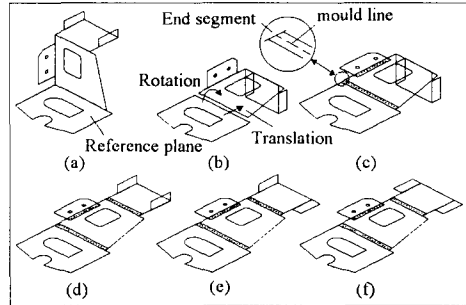 End segment
mould line
Rotation
Reference plane
Translation
(a)
(b)
(c)
(d)
(e)
(f)